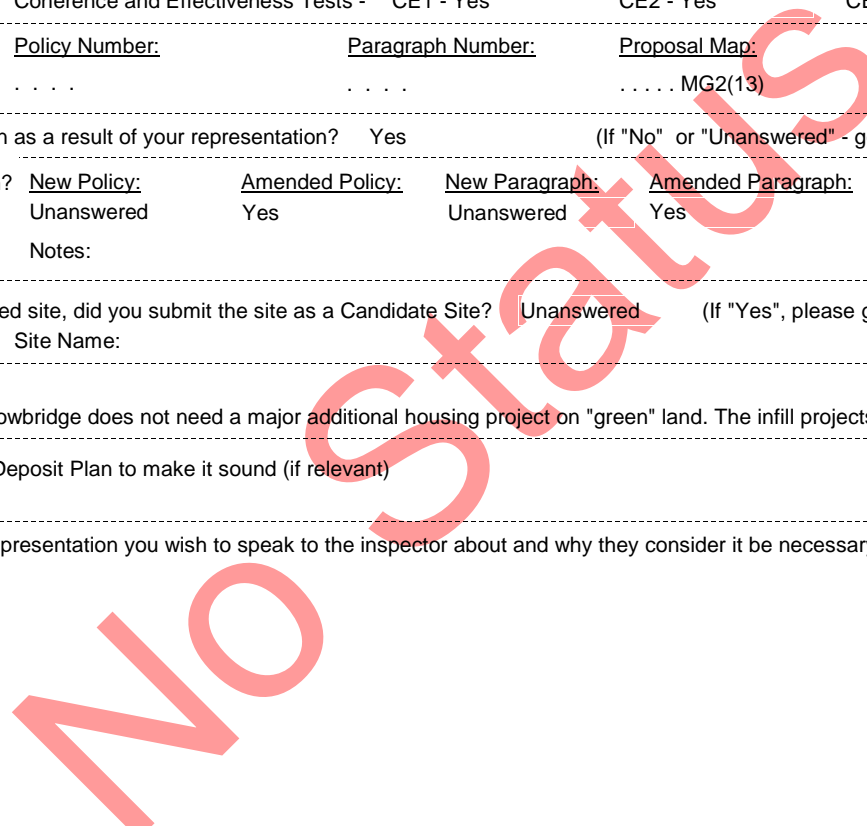 Coherence and Effectiveness Tests - CE1 - Yes CE2 - Yes
Policy Number: Paragraph Number: Proposal Map:
. . . . . . . . . . . . . MG2(13)
as a result of your representation? Yes (If "No" or "Unanswered" - g
? New Policy: Amended Policy: New Paragraph: Amended Paragraph:
Unanswered Yes Unanswered Yes
Notes:
ed site, did you submit the site as a Candidate Site? Unanswered (If "Yes", please g
Site Name:
owbridge does not need a major additional housing project on "green" land. The infill projects
Deposit Plan to make it sound (if relevant)
presentation you wish to speak to the inspector about and why they consider it be necessary
No Status